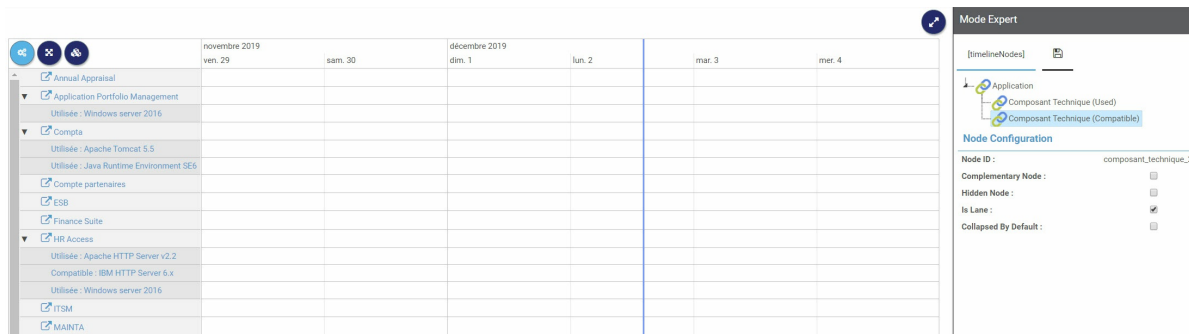 Mode Expert
novembre 2019
décembre 2019
ven. 29
sam. 30
dim. 1
lun. 2
mar. 3
mer. 4
Annual Appraisal
Application Portfolio Management
Utilisée : Windows server 2016
Compta
Utilisée : Apache Tomcat 5.5
Utilisée : Java Runtime Environment SE6
Compte partenaires
ESB
Finance Suite
HR Access
Utilisée : Apache HTTP Server v2.2
Compatible : IBM HTTP Server 6.x
Utilisée : Windows server 2016
ITSM
MAINTA
[timelineNodes]
Application
Composant Technique (Used)
Composant Technique (Compatible)
Node Configuration
Node ID : composant_technique_
Complementary Node :
Hidden Node :
Is Lane :
Collapsed By Default :